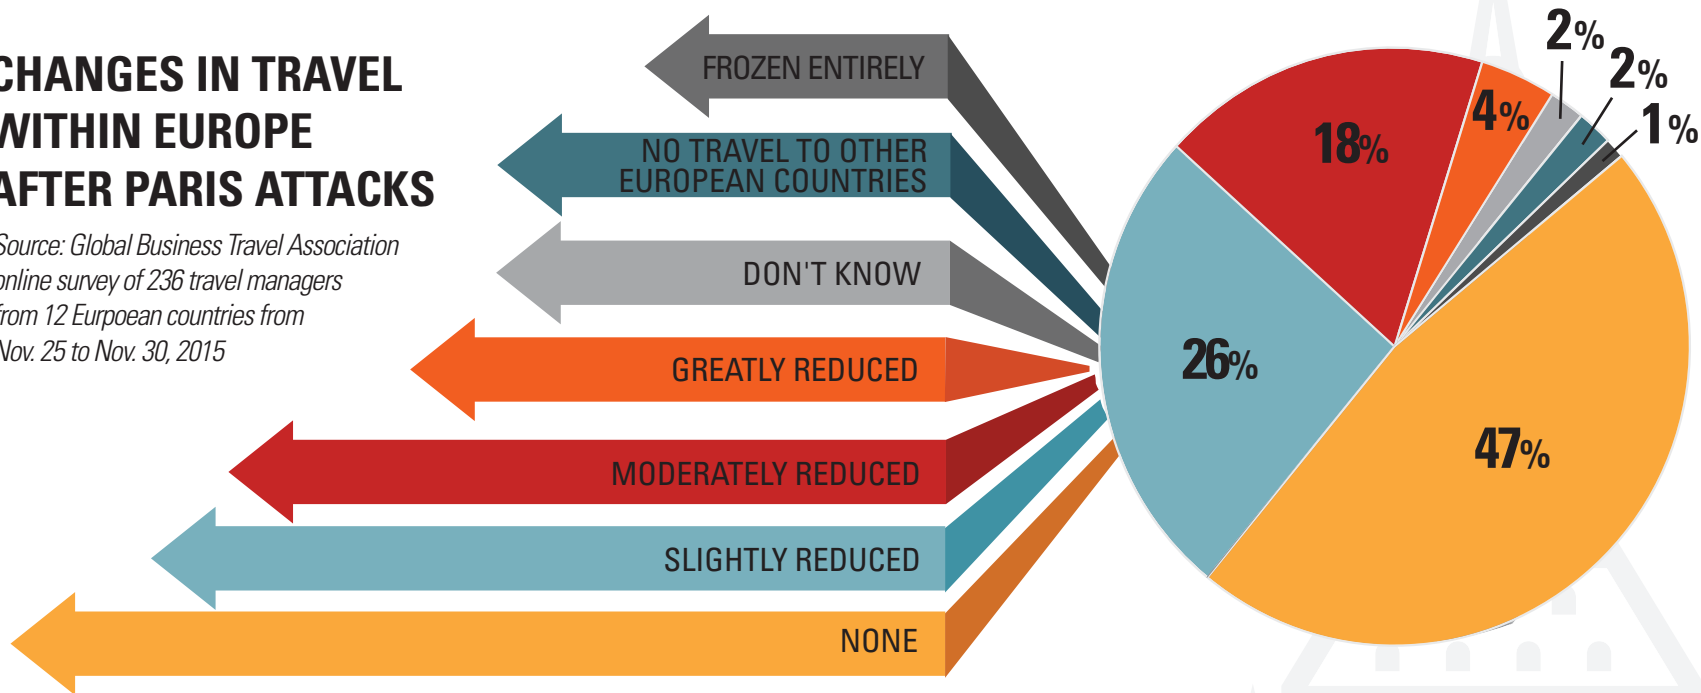 CHANGES IN TRAVEL
WITHIN EUROPE
AFTER PARIS ATTACKS
Source: Global Business Travel Association
online survey of 236 travel managers
from 12 Eurpoean countries from
Nov. 25 to Nov. 30, 2015
FROZEN ENTIRELY
NO TRAVEL TO OTHER
EUROPEAN COUNTRIES
DON'T KNOW
GREATLY REDUCED
MODERATELY REDUCED
SLIGHTLY REDUCED
NONE
2%
2%
1%
4%
18%
26%
47%